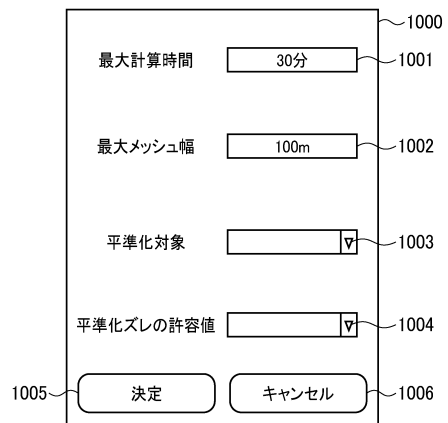 1000
最大計算時間 30分 1001
最大メッシュ幅 100m 1002
平準化対象 1003
平準化ズレの許容値 1004
1005 決定 キャンセル 1006